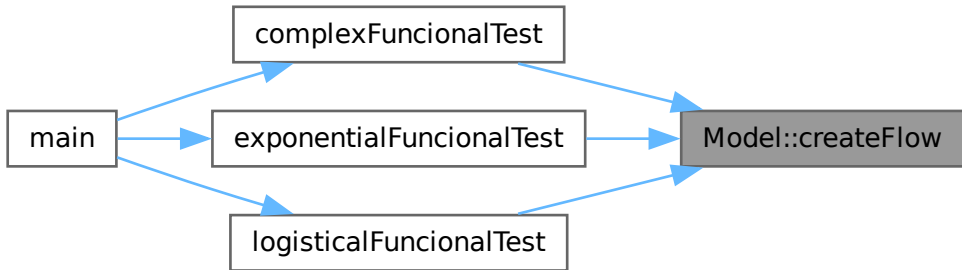 complexFuncionalTest
main
exponentialFuncionalTest
Model::createFlow
logisticalFuncionalTest